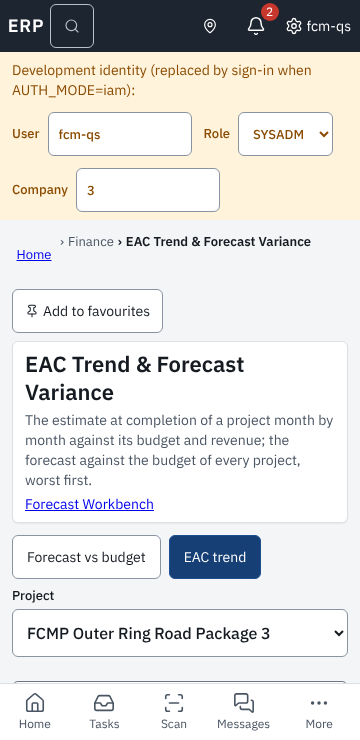 ERP
2
fcm-qs
Development identity (replaced by sign-in when
AUTH_MODE=iam):
User fcm-qs Role SYSADM
Company 3
Home › Finance › EAC Trend & Forecast Variance
Add to favourites
EAC Trend & Forecast
Variance
The estimate at completion of a project month by
month against its budget and revenue; the
forecast against the budget of every project,
worst first.
Forecast Workbench
Forecast vs budget EAC trend
Project
FCMP Outer Ring Road Package 3
Home Tasks Scan Messages More